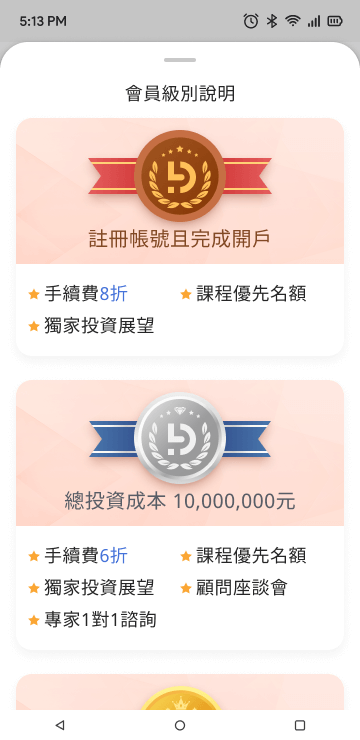 5:13 PM
會員級別說明
註冊帳號且完成開戶
手續費8折
課程優先名額
獨家投資展望
總投資成本 10,000,000元
手續費6折
課程優先名額
獨家投資展望
顧問座談會
專家1對1諮詢